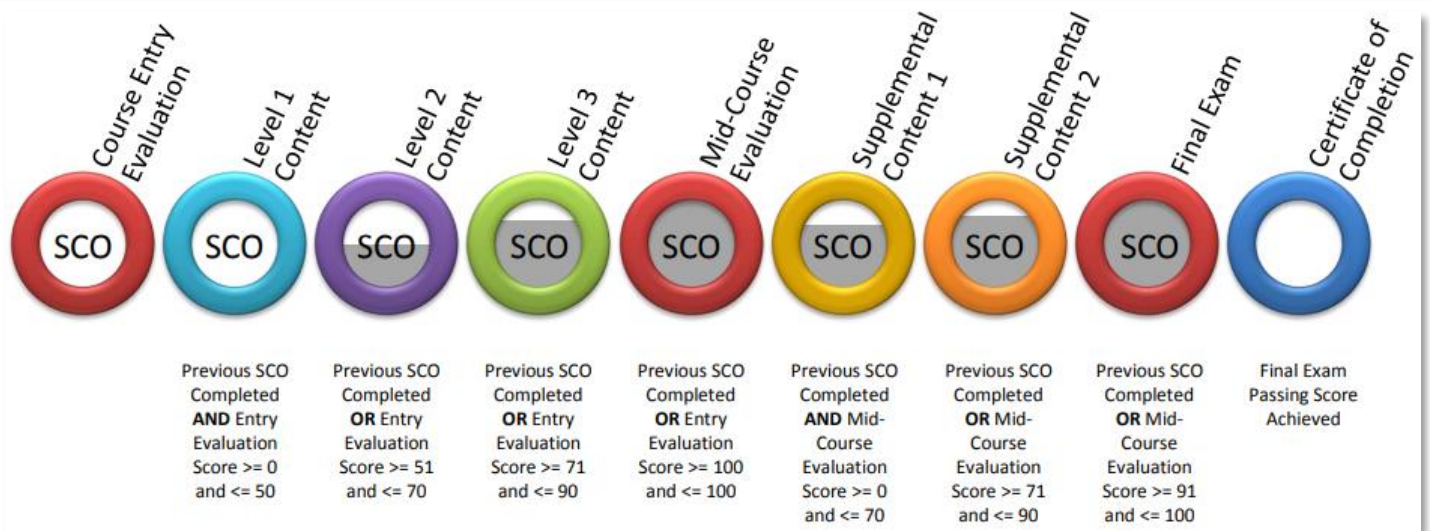 Course Entry
Evaluation
Level 1
Content
Level 2
Content
Level 3
Content
Mid-Course
Evaluation
Supplemental
Content 1
Supplemental
Content 2
Final Exam
Certificate of
Completion
SCO
SCO
SCO
SCO
SCO
SCO
SCO
SCO
Previous SCO
Completed
AND Entry
Evaluation
Score >= 0
and <= 50
Previous SCO
Completed
OR Entry
Evaluation
Score >= 51
and <= 70
Previous SCO
Completed
OR Entry
Evaluation
Score >= 71
and <= 90
Previous SCO
Completed
OR Entry
Evaluation
Score >= 100
and <= 100
Previous SCO
Completed
AND Mid-
Course
Evaluation
Score >= 0
and <= 70
Previous SCO
Completed
OR Mid-
Course
Evaluation
Score >= 71
and <= 90
Previous SCO
Completed
OR Mid-
Course
Evaluation
Score >= 91
and <= 100
Final Exam
Passing Score
Achieved